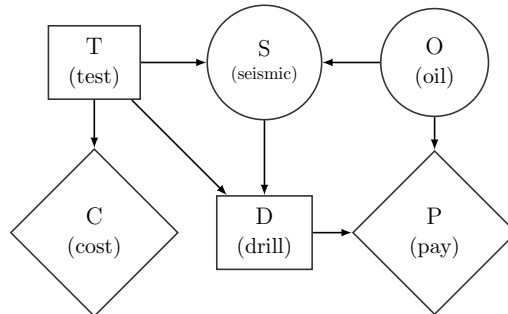 T
(test)
S
(seismic)
O
(oil)
C
(cost)
D
(drill)
P
(pay)